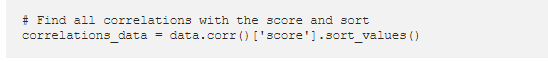 # Find all correlations with the score and sort
correlations_data = data.corr()['score'].sort_values()